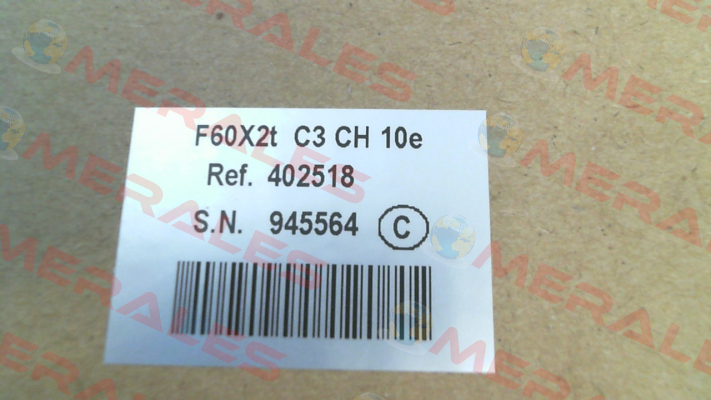 F60X2t C3 CH 10e
Ref. 402518
S.N. 945564 C
MERALES
MERALES
MERALES
MERALES
MERALES